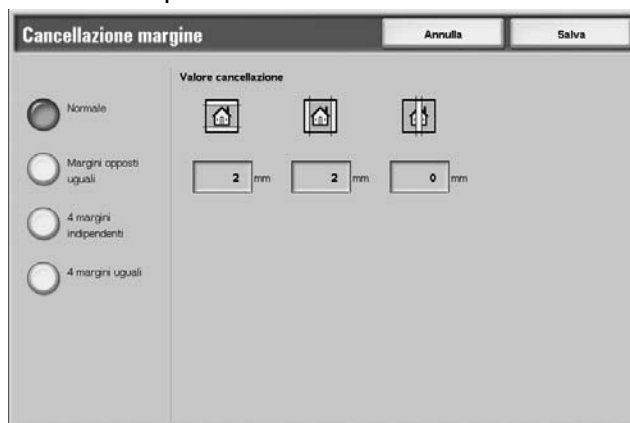 Cancellazione margine
Annulla
Salva
Valore cancellazione
Normale
Margini opposti
uguali
4 margini
indipendenti
4 margini uguali
2 mm
2 mm
0 mm